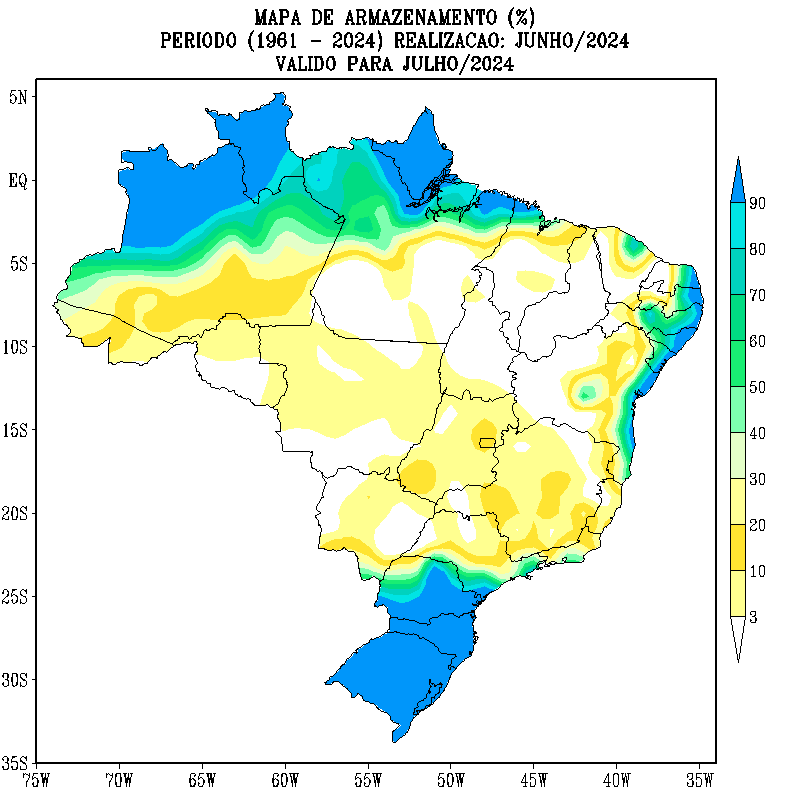 MAPA DE ARMAZENAMENTO (%)
PERIODO (1961 - 2024) REALIZACAO: JUNHO/2024
VALIDO PARA JULHO/2024
5N
EQ
5S
10S
15S
20S
25S
30S
35S
75W 70W 65W 60W 55W 50W 45W 40W 35W
90
80
70
60
50
40
30
20
10
3